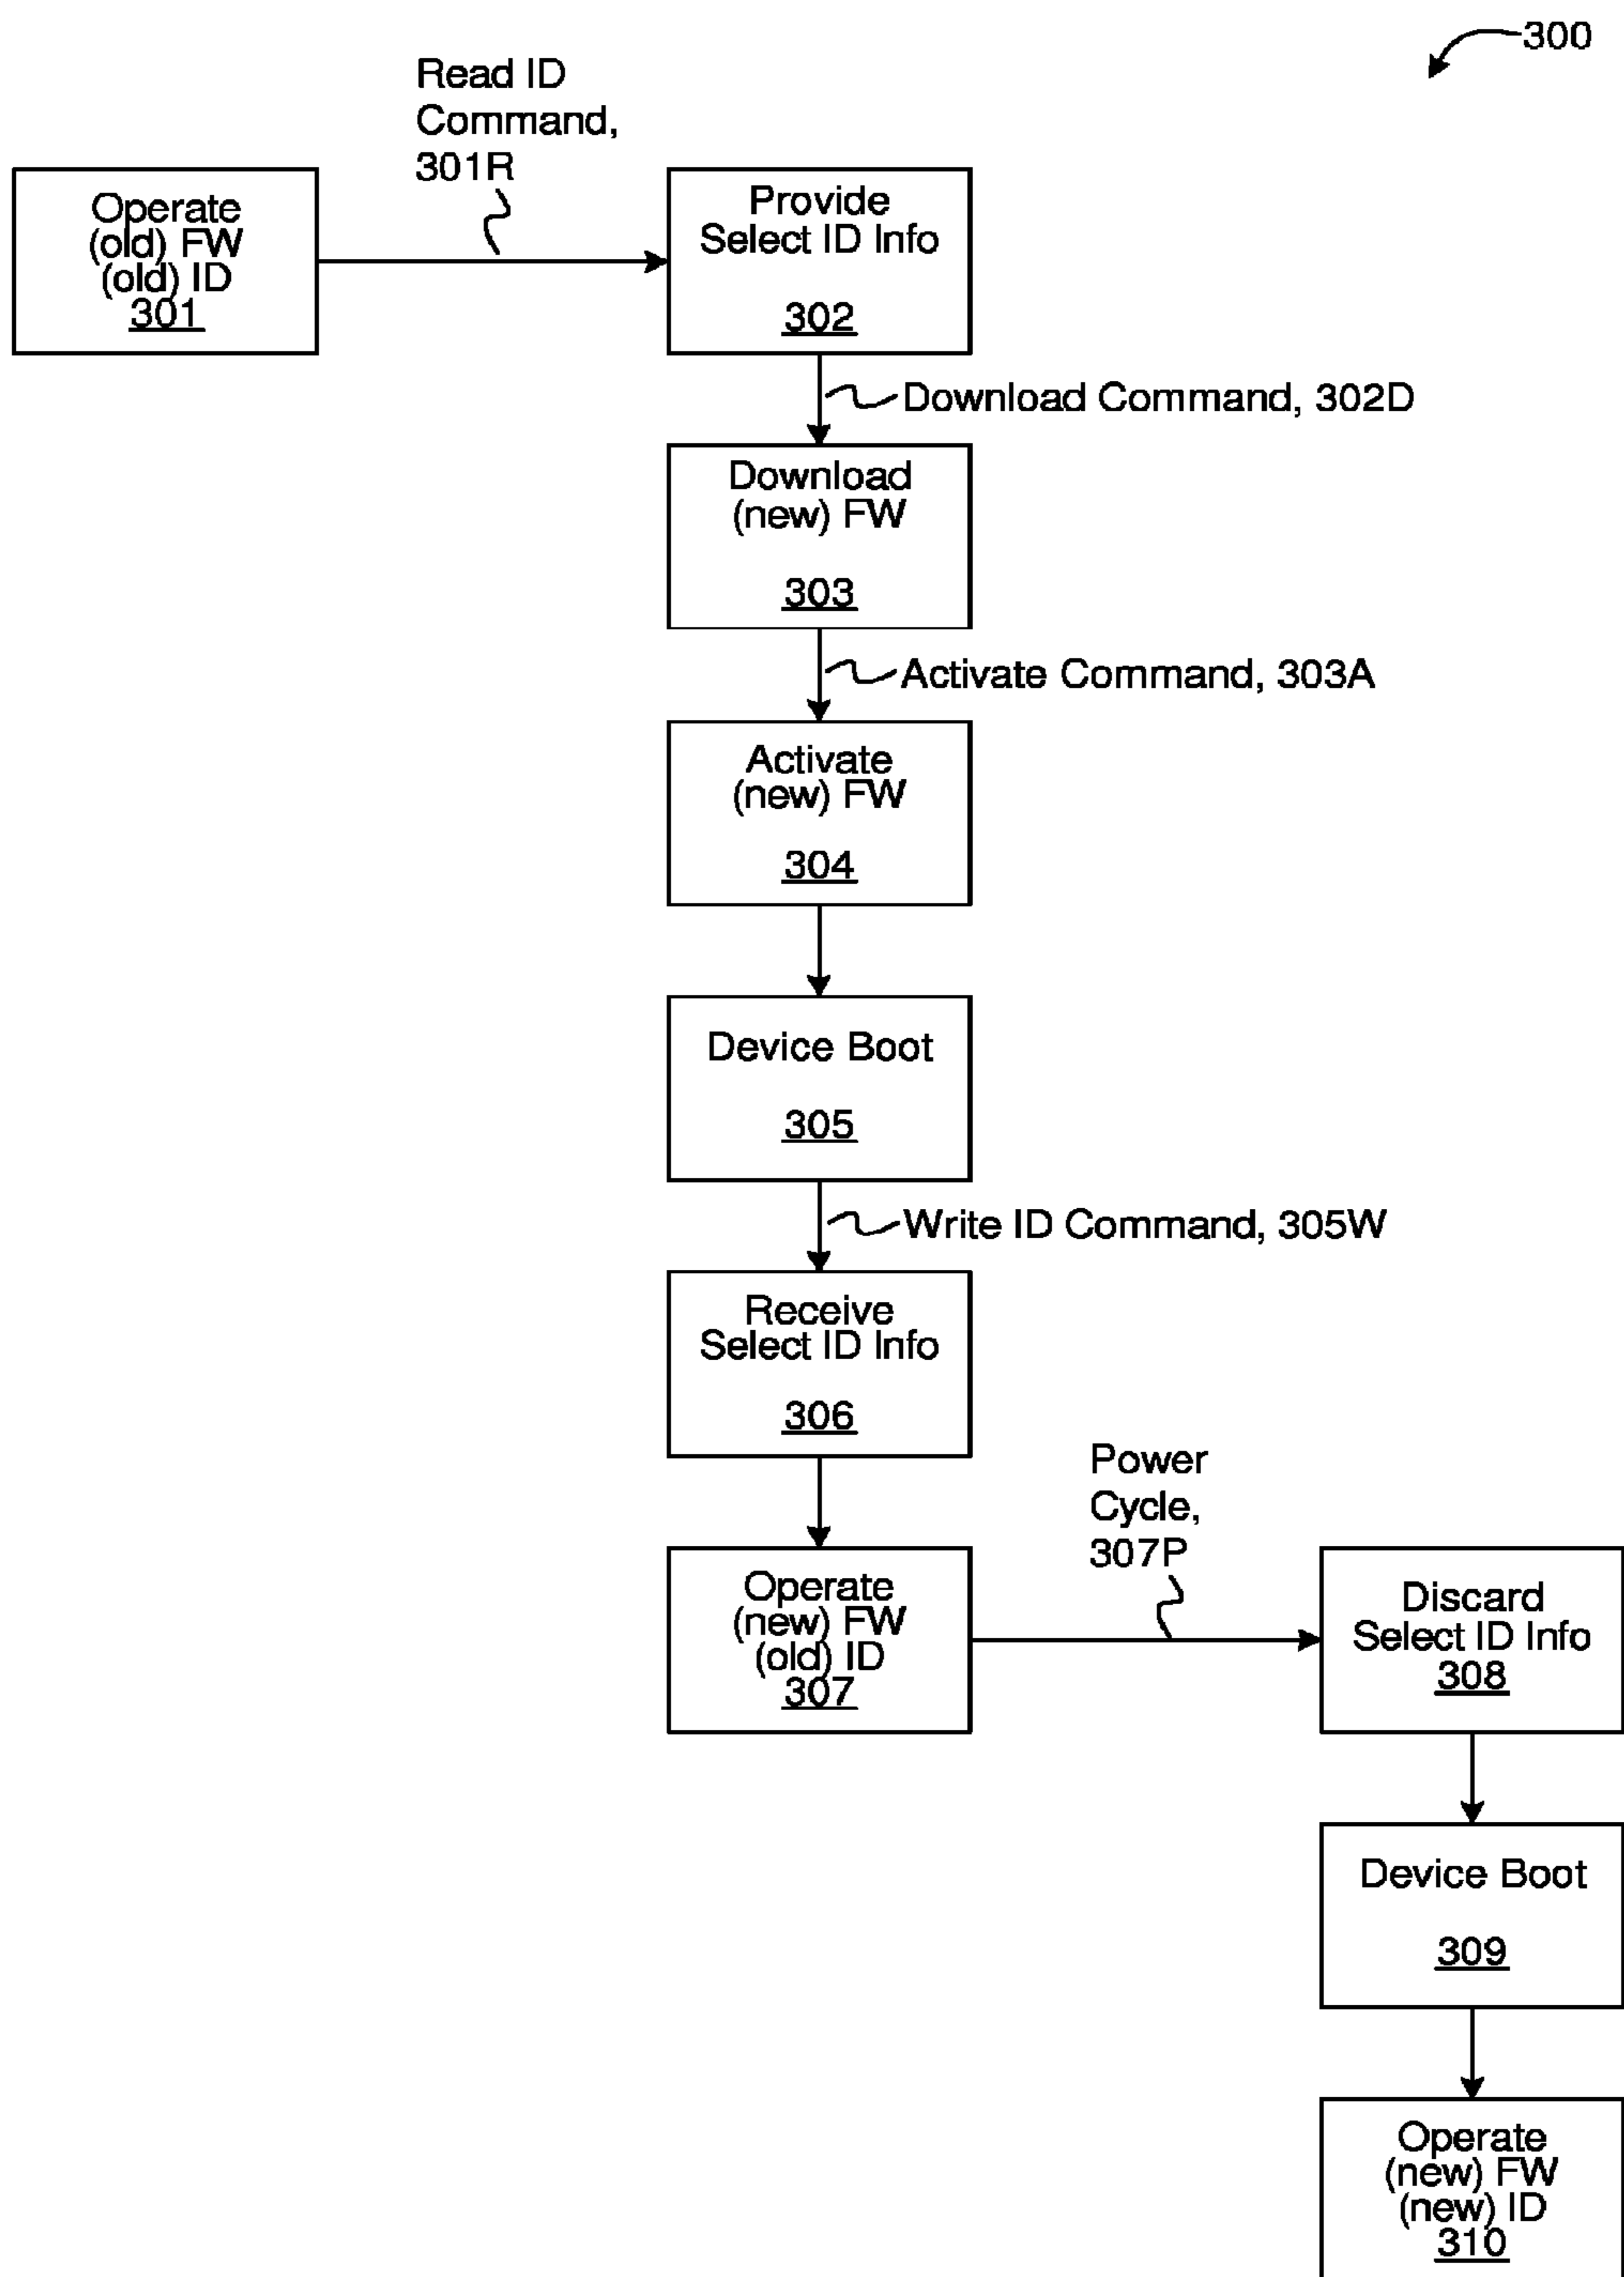 300
Read ID
Command,
301R
Operate
(old) FW
(old) ID
301
Provide
Select ID Info
302
Download Command, 302D
Download
(new) FW
303
Activate Command, 303A
Activate
(new) FW
304
Device Boot
305
Write ID Command, 305W
Receive
Select ID Info
306
Power
Cycle,
307P
Operate
(new) FW
(old) ID
307
Discard
Select ID Info
308
Device Boot
309
Operate
(new) FW
(new) ID
310